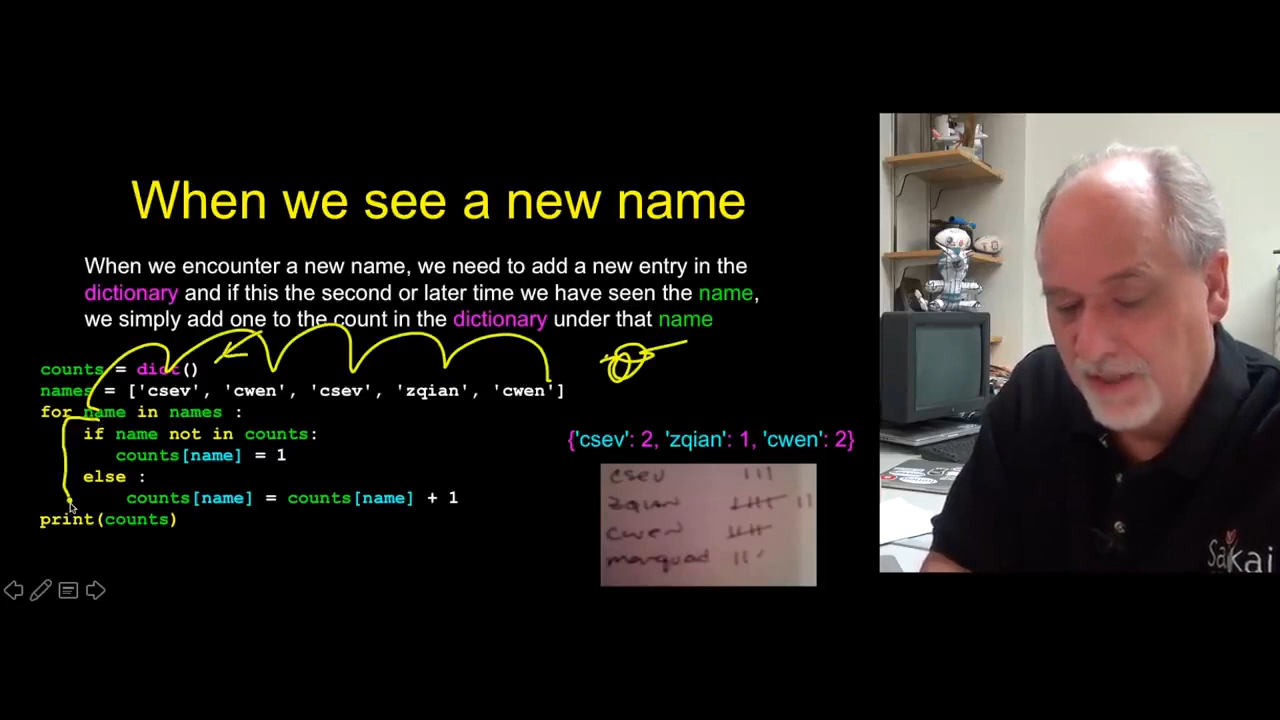 When we see a new name
When we encounter a new name, we need to add a new entry in the
dictionary and if this the second or later time we have seen the name,
we simply add one to the count in the dictionary under that name
counts = dict()
names = ['csev', 'cwen', 'csev', 'zqian', 'cwen']
for name in names :
    if name not in counts:
        counts[name] = 1
    else :
        counts[name] = counts[name] + 1
print(counts)
{'csev': 2, 'zqian': 1, 'cwen': 2}
csev
zqian
cwen
marquad
Sakai